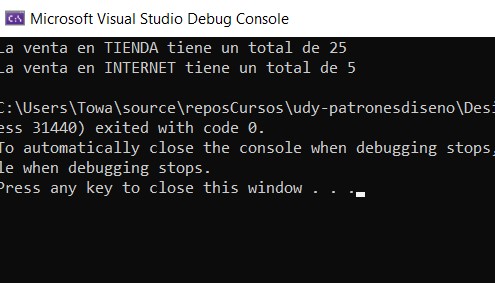 Microsoft Visual Studio Debug Console
La venta en TIENDA tiene un total de 25
La venta en INTERNET tiene un total de 5
C:\Users\Towa\source\reposCursos\udy-patronesdiseno\Desi
ess 31440) exited with code 0.
To automatically close the console when debugging stops,
le when debugging stops.
Press any key to close this window . . .